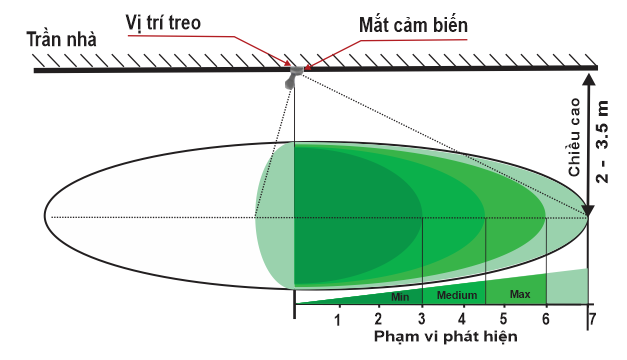 Vị trí treo
Mắt cảm biến
Trần nhà
Chiều cao
2 - 3.5 m
Min Medium Max
1 2 3 4 5 6 7
Phạm vi phát hiện